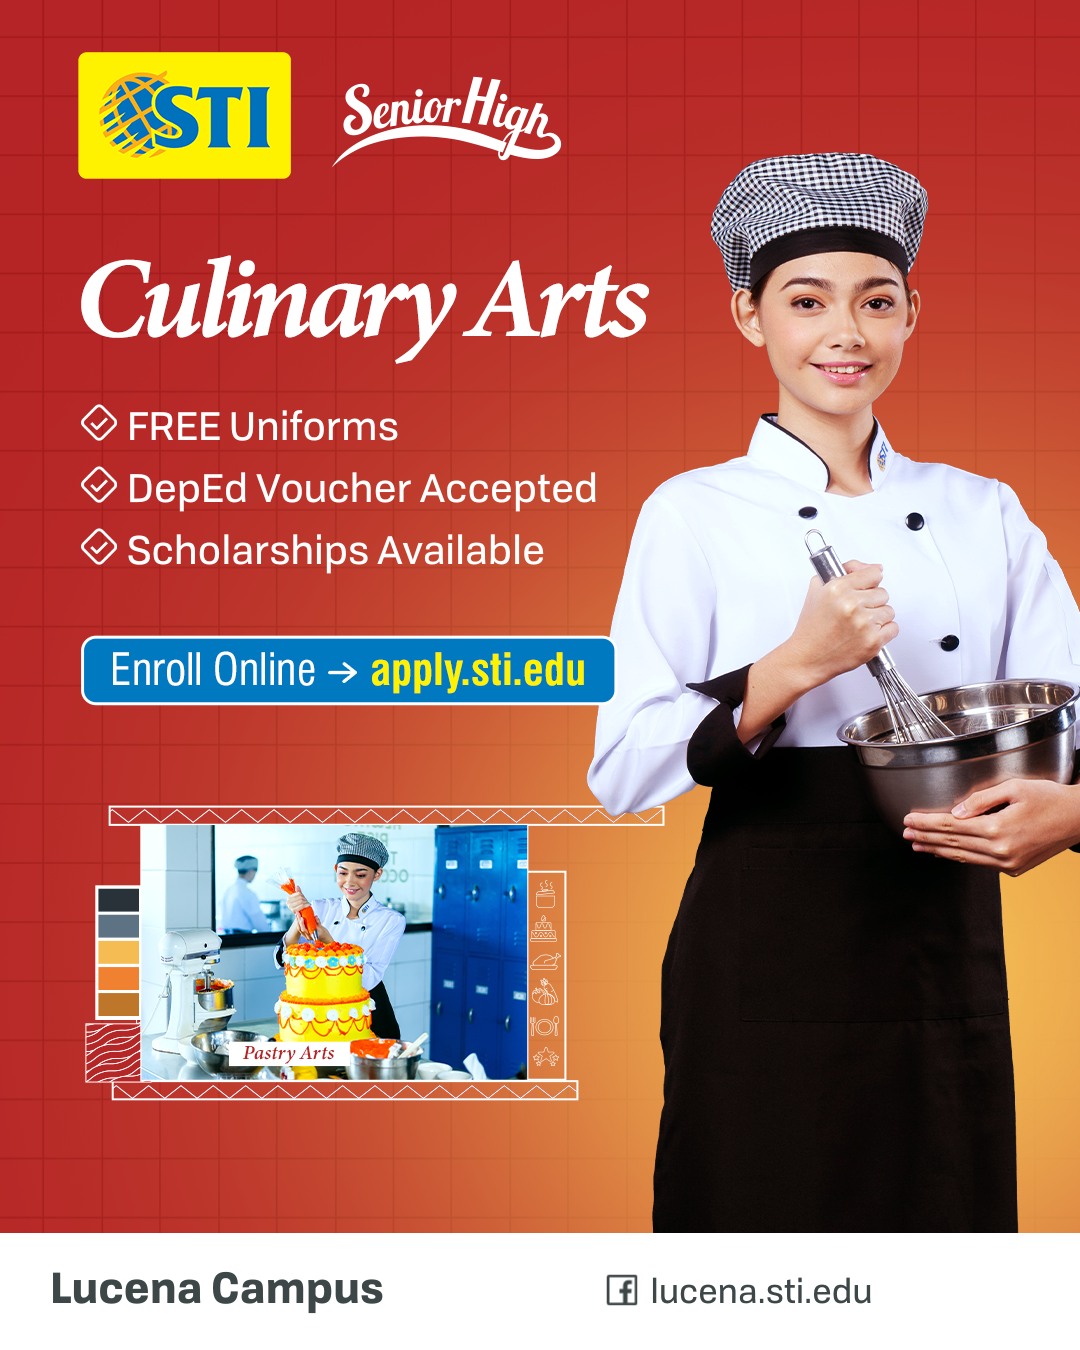 STI
Senior High
Culinary Arts
FREE Uniforms
DepEd Voucher Accepted
Scholarships Available
Enroll Online → apply.sti.edu
Pastry Arts
Lucena Campus
lucena.sti.edu